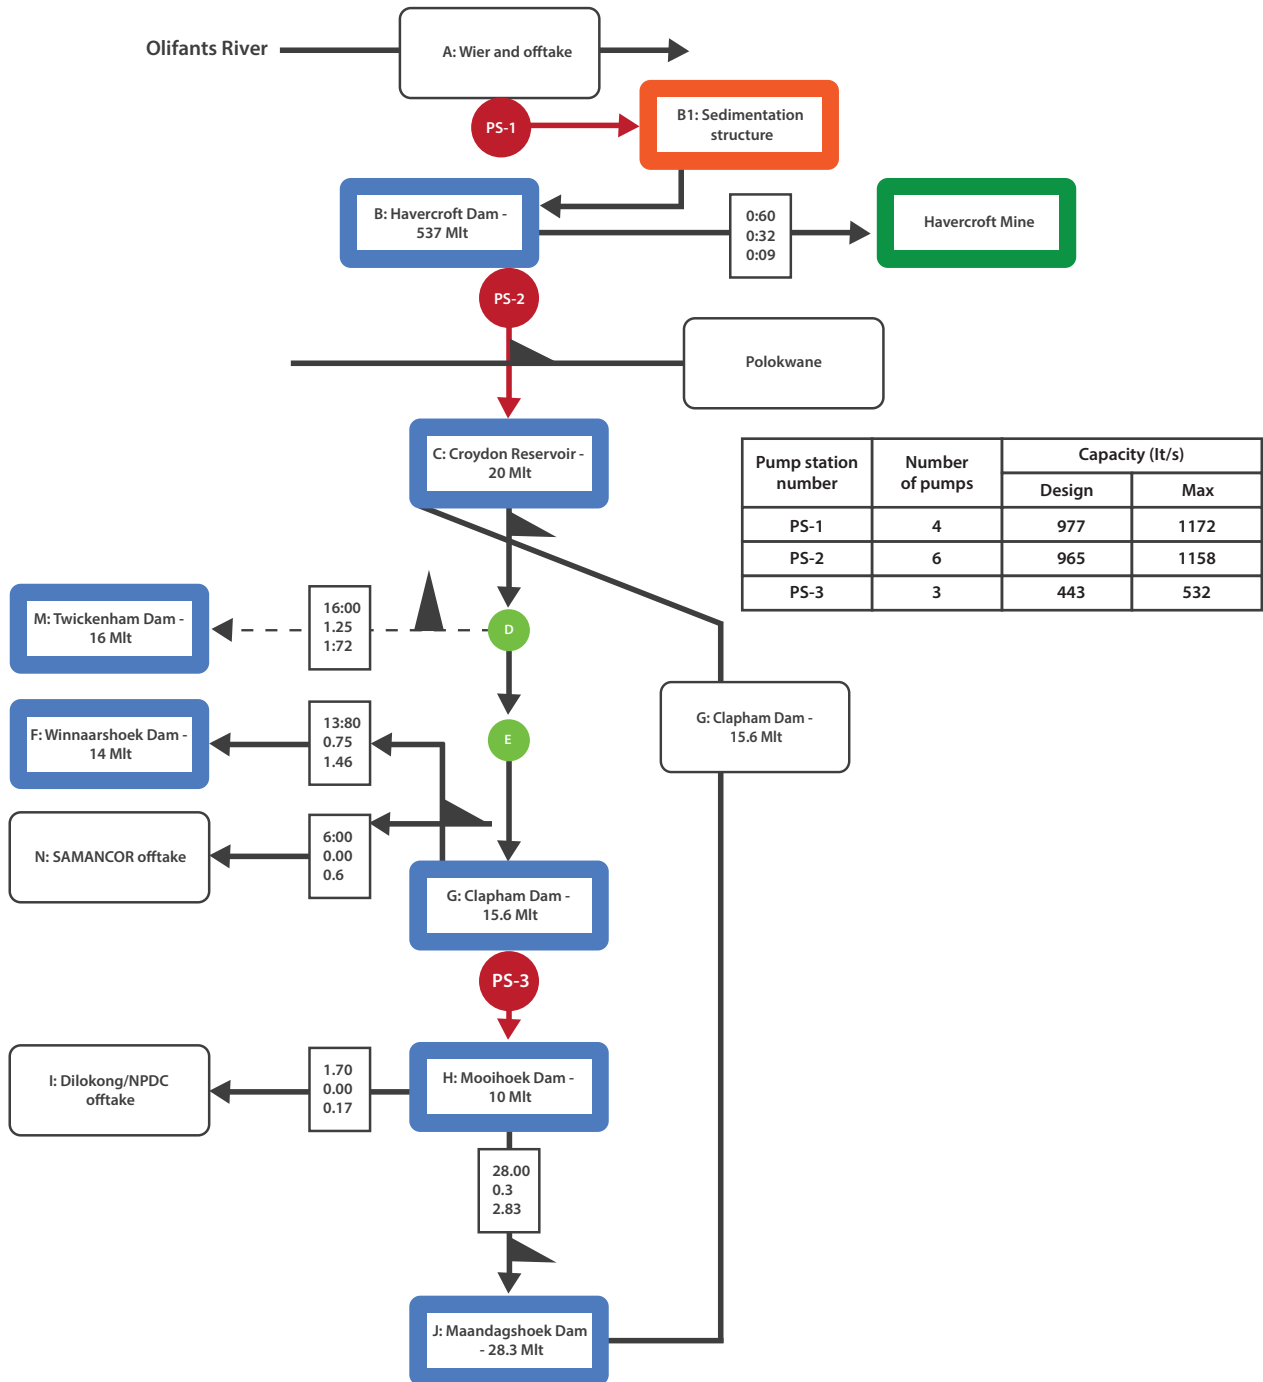 Olifants River
A: Wier and offtake
PS-1
B1: Sedimentation
structure
B: Havercroft Dam -
537 Mlt
0:60
0:32
0:09
Havercroft Mine
PS-2
Polokwane
C: Croydon Reservoir -
20 Mlt
Pump station
number
Number
of pumps
Capacity (lt/s)
Design
Max
PS-1
4
977
1172
PS-2
6
965
1158
PS-3
3
443
532
M: Twickenham Dam -
16 Mlt
16:00
1.25
1:72
D
F: Winnaarshoek Dam -
14 Mlt
13:80
0.75
1.46
E
G: Clapham Dam -
15.6 Mlt
N: SAMANCOR offtake
6:00
0.00
0.6
G: Clapham Dam -
15.6 Mlt
PS-3
I: Dilokong/NPDC
offtake
1.70
0.00
0.17
H: Mooihoek Dam -
10 Mlt
28.00
0.3
2.83
J: Maandagshoek Dam
- 28.3 Mlt